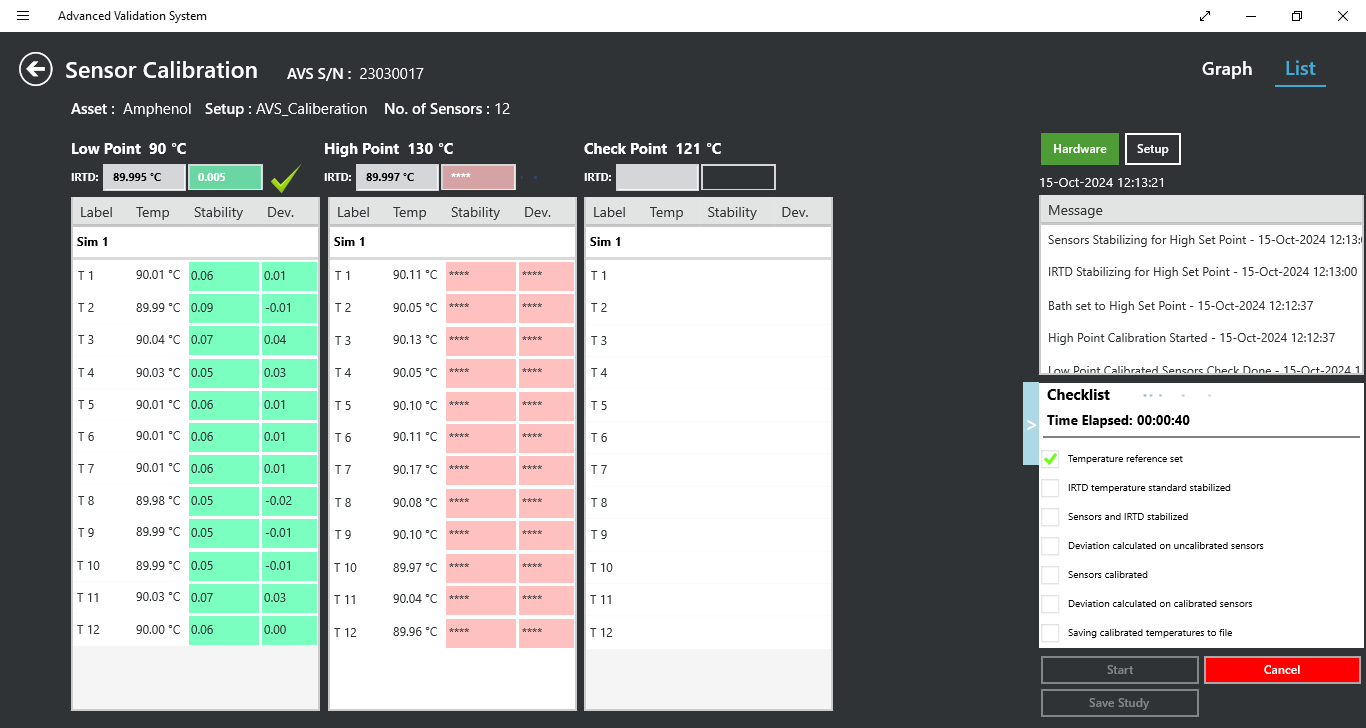 Advanced Validation System
Sensor Calibration AVS S/N : 23030017
Graph List
Asset : Amphenol Setup : AVS_Caliberation No. of Sensors : 12
Low Point 90 °C
IRTD: 89.995 °C 0.005
Label Temp Stability Dev.
Sim 1
T 1 90.01 °C 0.06 0.01
T 2 89.99 °C 0.09 -0.01
T 3 90.04 °C 0.07 0.04
T 4 90.03 °C 0.05 0.03
T 5 90.01 °C 0.06 0.01
T 6 90.01 °C 0.06 0.01
T 7 90.01 °C 0.06 0.01
T 8 89.98 °C 0.05 -0.02
T 9 89.99 °C 0.05 -0.01
T 10 89.99 °C 0.05 -0.01
T 11 90.03 °C 0.07 0.03
T 12 90.00 °C 0.06 0.00
High Point 130 °C
IRTD: 89.997 °C ****
Label Temp Stability Dev.
Sim 1
T 1 90.11 °C **** ****
T 2 90.05 °C **** ****
T 3 90.13 °C **** ****
T 4 90.05 °C **** ****
T 5 90.10 °C **** ****
T 6 90.11 °C **** ****
T 7 90.17 °C **** ****
T 8 90.08 °C **** ****
T 9 90.10 °C **** ****
T 10 89.97 °C **** ****
T 11 90.04 °C **** ****
T 12 89.96 °C **** ****
Check Point 121 °C
IRTD:
Label Temp Stability Dev.
Sim 1
T 1
T 2
T 3
T 4
T 5
T 6
T 7
T 8
T 9
T 10
T 11
T 12
Hardware Setup
15-Oct-2024 12:13:21
Message
Sensors Stabilizing for High Set Point - 15-Oct-2024 12:13:
IRTD Stabilizing for High Set Point - 15-Oct-2024 12:13:00
Bath set to High Set Point - 15-Oct-2024 12:12:37
High Point Calibration Started - 15-Oct-2024 12:12:37
Low Point Calibrated Sensors Check Done - 15-Oct-2024 1
>
Checklist
Time Elapsed: 00:00:40
Temperature reference set
IRTD temperature standard stabilized
Sensors and IRTD stabilized
Deviation calculated on uncalibrated sensors
Sensors calibrated
Deviation calculated on calibrated sensors
Saving calibrated temperatures to file
Start Cancel
Save Study